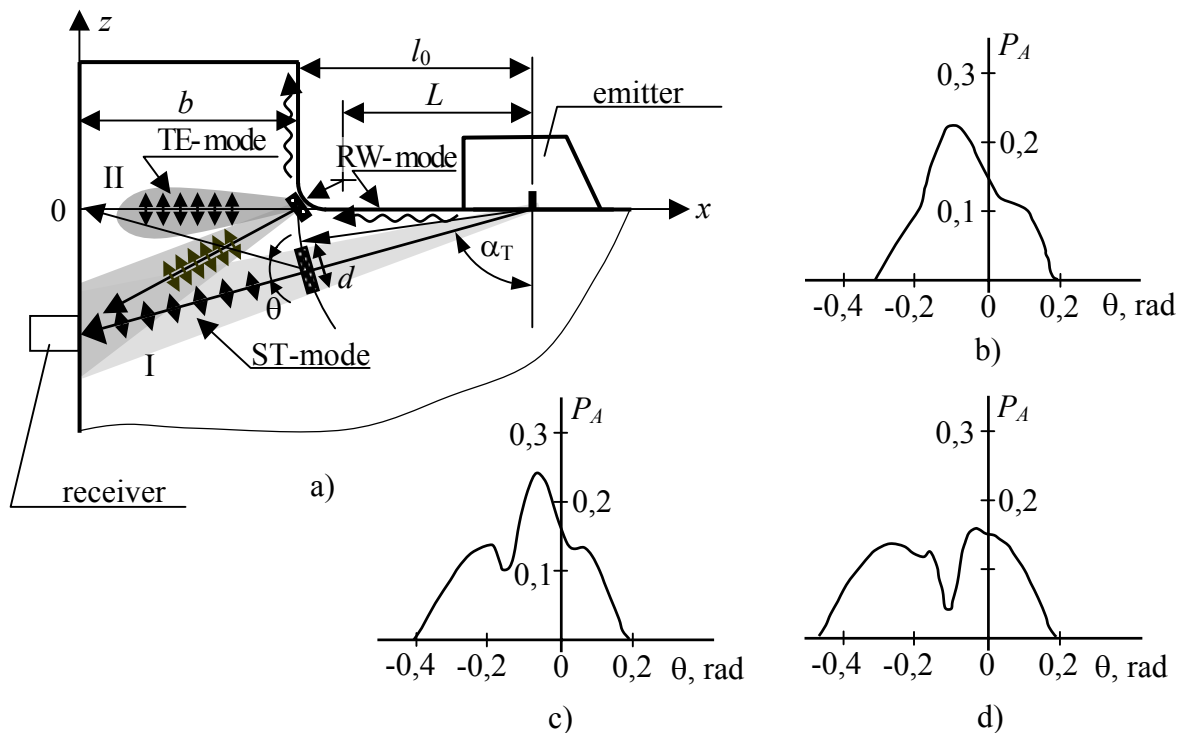 z
l₀
b
L
emitter
TE-mode
RW-mode
II
0
x
αT
d
θ
ST-mode
I
receiver
a)
PA
0,3
0,2
0,1
-0,4 -0,2 0 0,2 θ, rad
b)
PA
0,3
0,2
0,1
-0,4 -0,2 0 0,2 θ, rad
c)
PA
0,3
0,2
-0,4 -0,2 0 0,2 θ, rad
d)